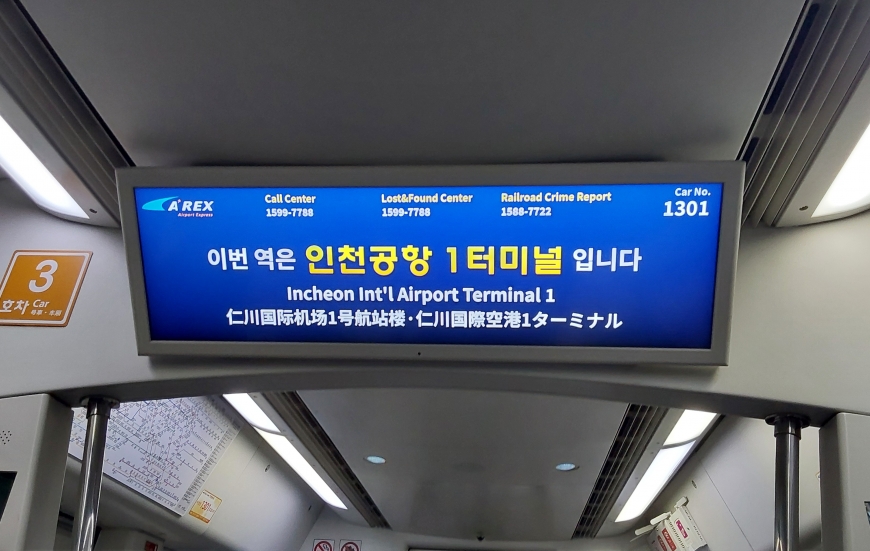 A'REX
Airport Express
Call Center
1599-7788
Lost&Found Center
1599-7788
Railroad Crime Report
1588-7722
Car No.
1301
이번 역은 인천공항 1터미널 입니다
Incheon Int'l Airport Terminal 1
仁川国际机场1号航站楼·仁川国際空港1ターミナル
3
호차 Car